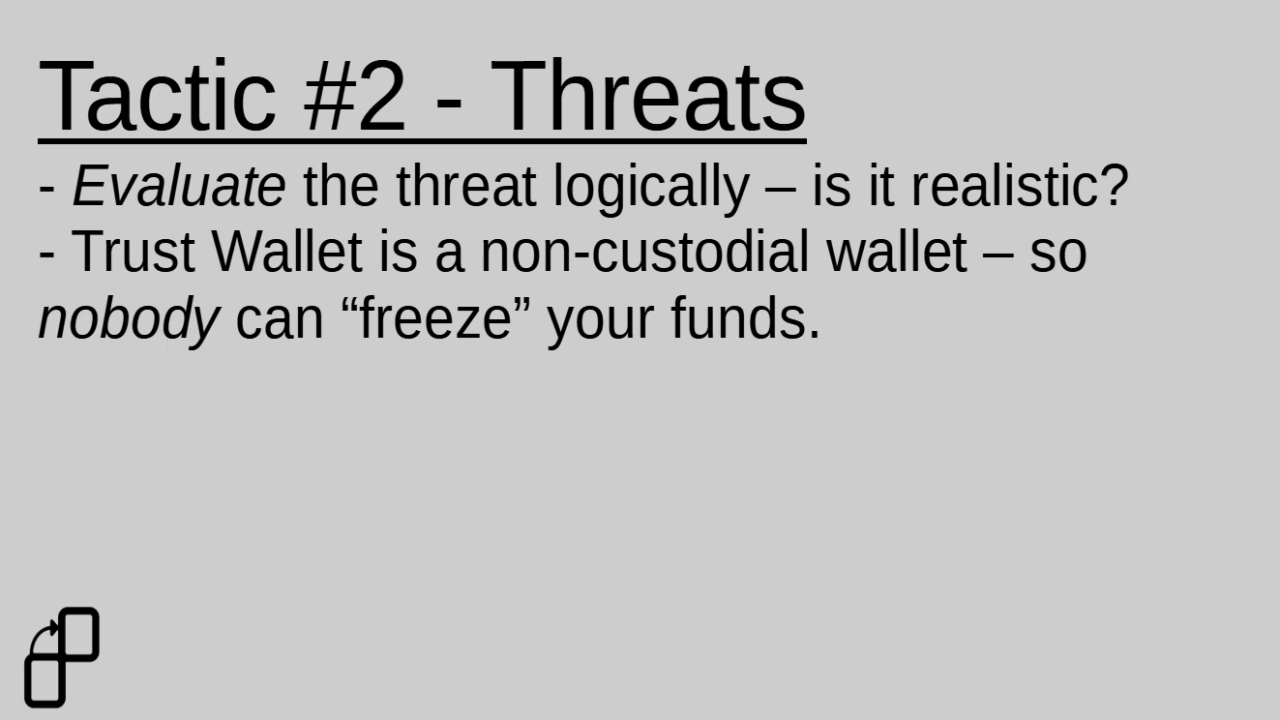 Tactic #2 - Threats
- Evaluate the threat logically – is it realistic?
- Trust Wallet is a non-custodial wallet – so
nobody can “freeze” your funds.